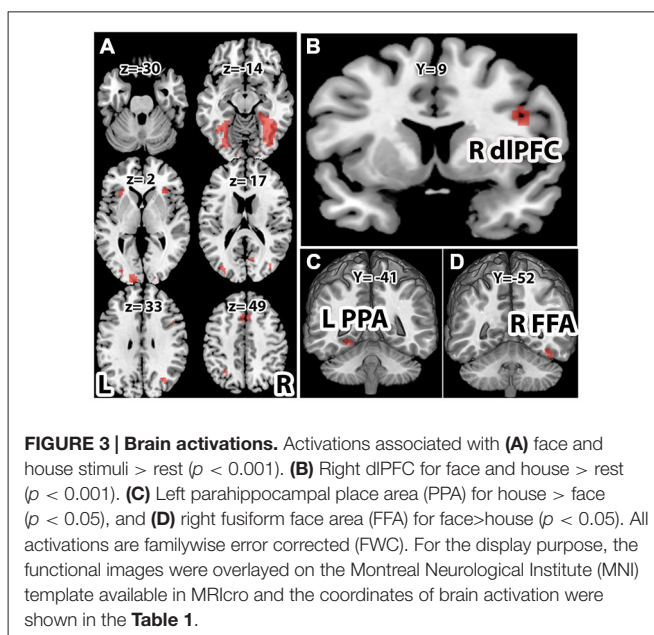 A
z=-30
z=-14
z= 2
z= 17
z= 33
z= 49
L
R
B
Y= 9
R dlPFC
C
Y=-41
L PPA
D
Y=-52
R FFA
FIGURE 3 | Brain activations. Activations associated with (A) face and
house stimuli > rest (p < 0.001). (B) Right dlPFC for face and house > rest
(p < 0.001). (C) Left parahippocampal place area (PPA) for house > face
(p < 0.05), and (D) right fusiform face area (FFA) for face>house (p < 0.05). All
activations are familywise error corrected (FWC). For the display purpose, the
functional images were overlayed on the Montreal Neurological Institute (MNI)
template available in MRIcro and the coordinates of brain activation were
shown in the Table 1.